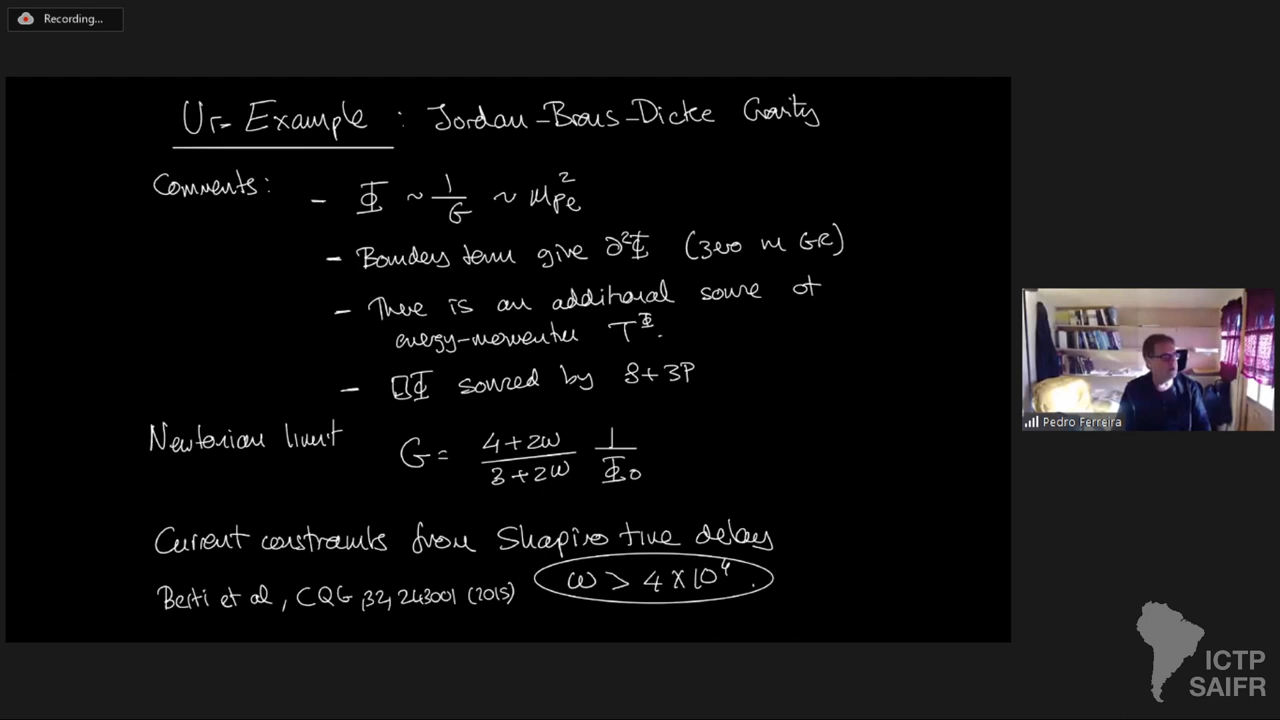 Recording...
Ur-Example : Jordan-Brans-Dicke Gravity
Comments:
- Φ ~ 1/G ~ M_Pl^2
- Boundary term give ∂²Φ (zero in GR)
- There is an additional source of
energy-momentum T^Φ.
- □Φ sourced by ρ+3P
Newtonian limit G = (4+2ω)/(3+2ω) 1/Φ₀
Current constraints from Shapiro time delay
Berti et al, CQG, 32, 243001 (2015) ω > 4×10⁴.
Pedro Ferreira
ICTP
SAIFR